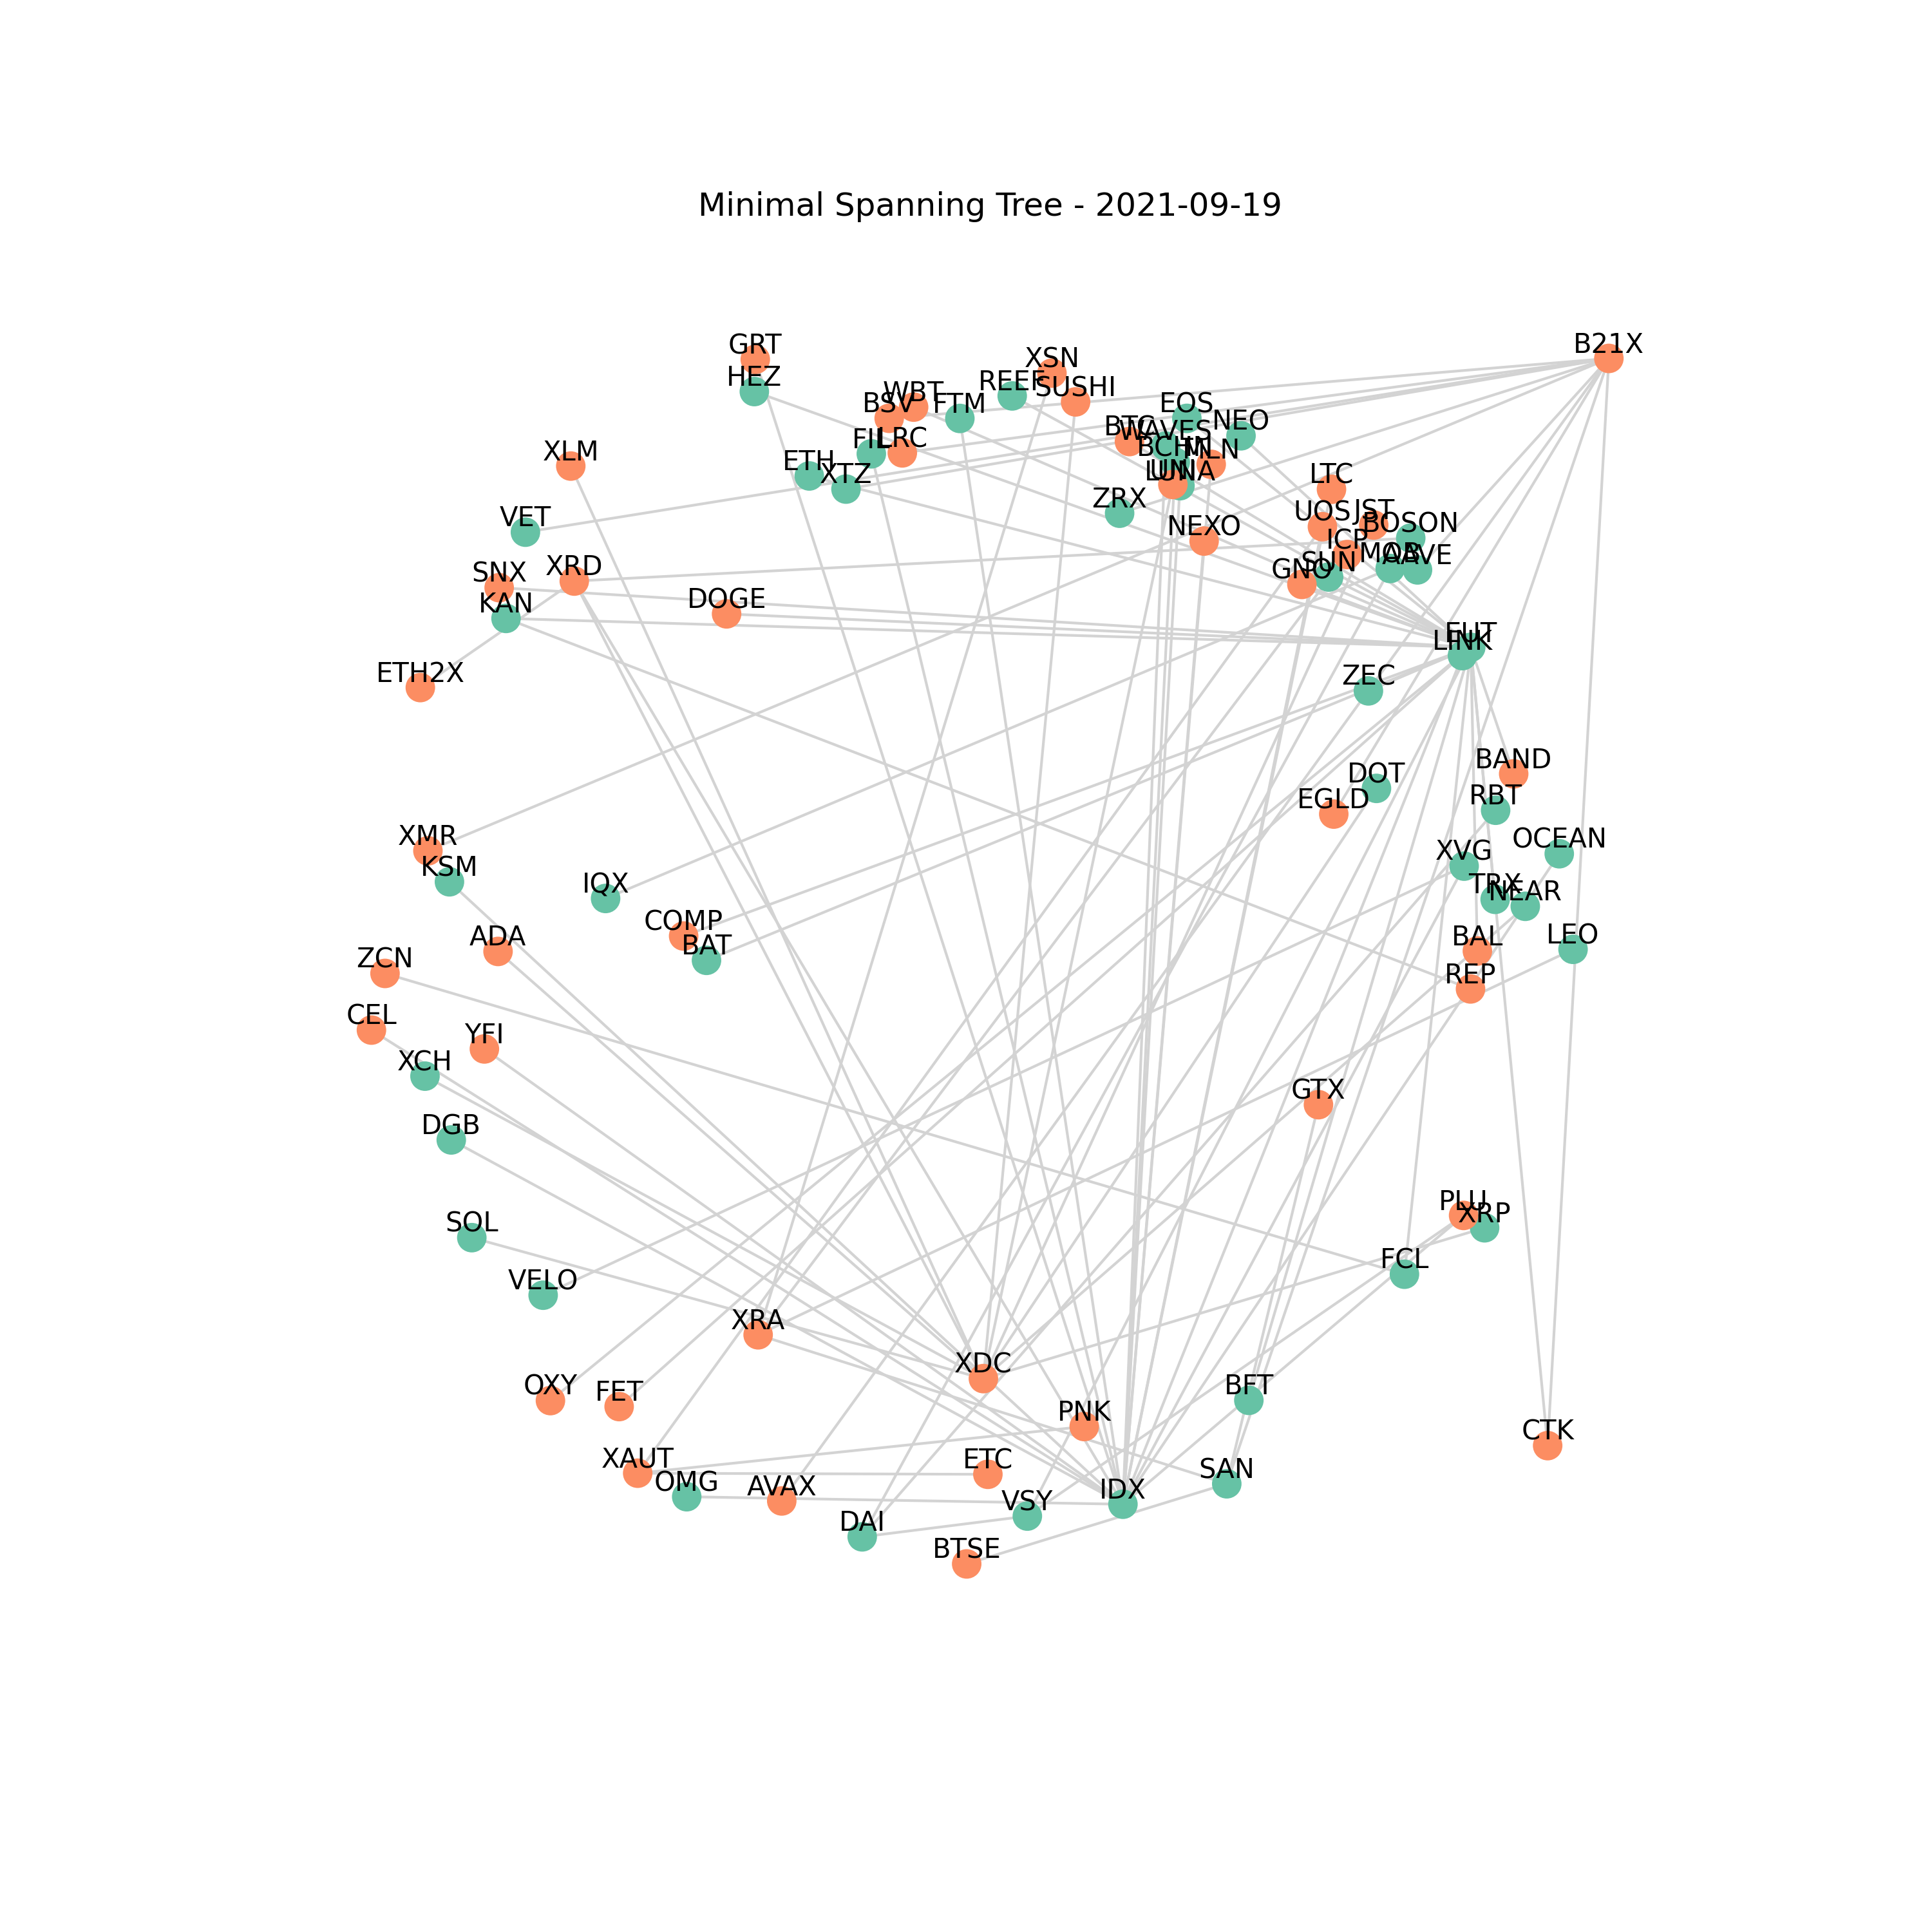 Minimal Spanning Tree - 2021-09-19
B21X
GRT
XSN
HEZ
REEF
SUSHI
WBT
BSV
FTM
EOS
NEO
BTC
WAVES
FIL
LRC
BCH
MLN
XLM
ETH
XTZ
UNI
LUNA
LTC
ZRX
UOS
JST
VET
NEXO
BOSON
ICP
MOB
AAVE
SNX
XRD
GNO
SUN
KAN
DOGE
EUT
LINK
ETH2X
ZEC
BAND
DOT
EGLD
RBT
XMR
OCEAN
KSM
XVG
IQX
TRX
NEAR
COMP
BAT
ADA
BAL
LEO
ZCN
REP
CEL
YFI
XCH
GTX
DGB
PLU
XRP
SOL
FCL
VELO
XRA
XDC
OXY
FET
BFT
PNK
CTK
XAUT
ETC
SAN
OMG
AVAX
IDX
VSY
DAI
BTSE